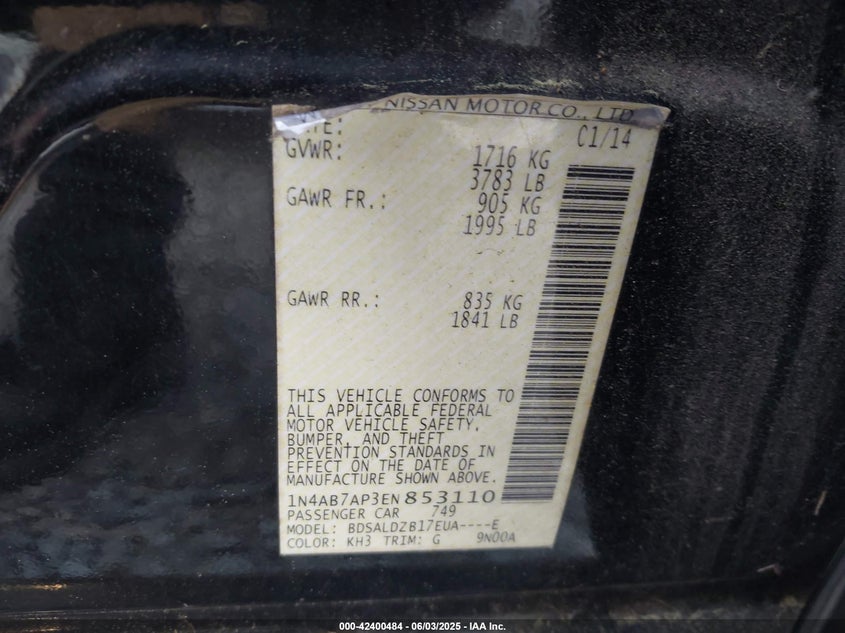 NISSAN MOTOR CO., LTD.
C1/14
GVWR: 1716 KG
3783 LB
GAWR FR.: 905 KG
1995 LB
GAWR RR.: 835 KG
1841 LB
THIS VEHICLE CONFORMS TO
ALL APPLICABLE FEDERAL
MOTOR VEHICLE SAFETY,
BUMPER, AND THEFT
PREVENTION STANDARDS IN
EFFECT ON THE DATE OF
MANUFACTURE SHOWN ABOVE.
1N4AB7AP3EN853110
PASSENGER CAR 749
MODEL: BDSALDZB17EUA----E
COLOR: KH3 TRIM: G 9N00A
000-42400484 - 06/03/2025 - IAA Inc.